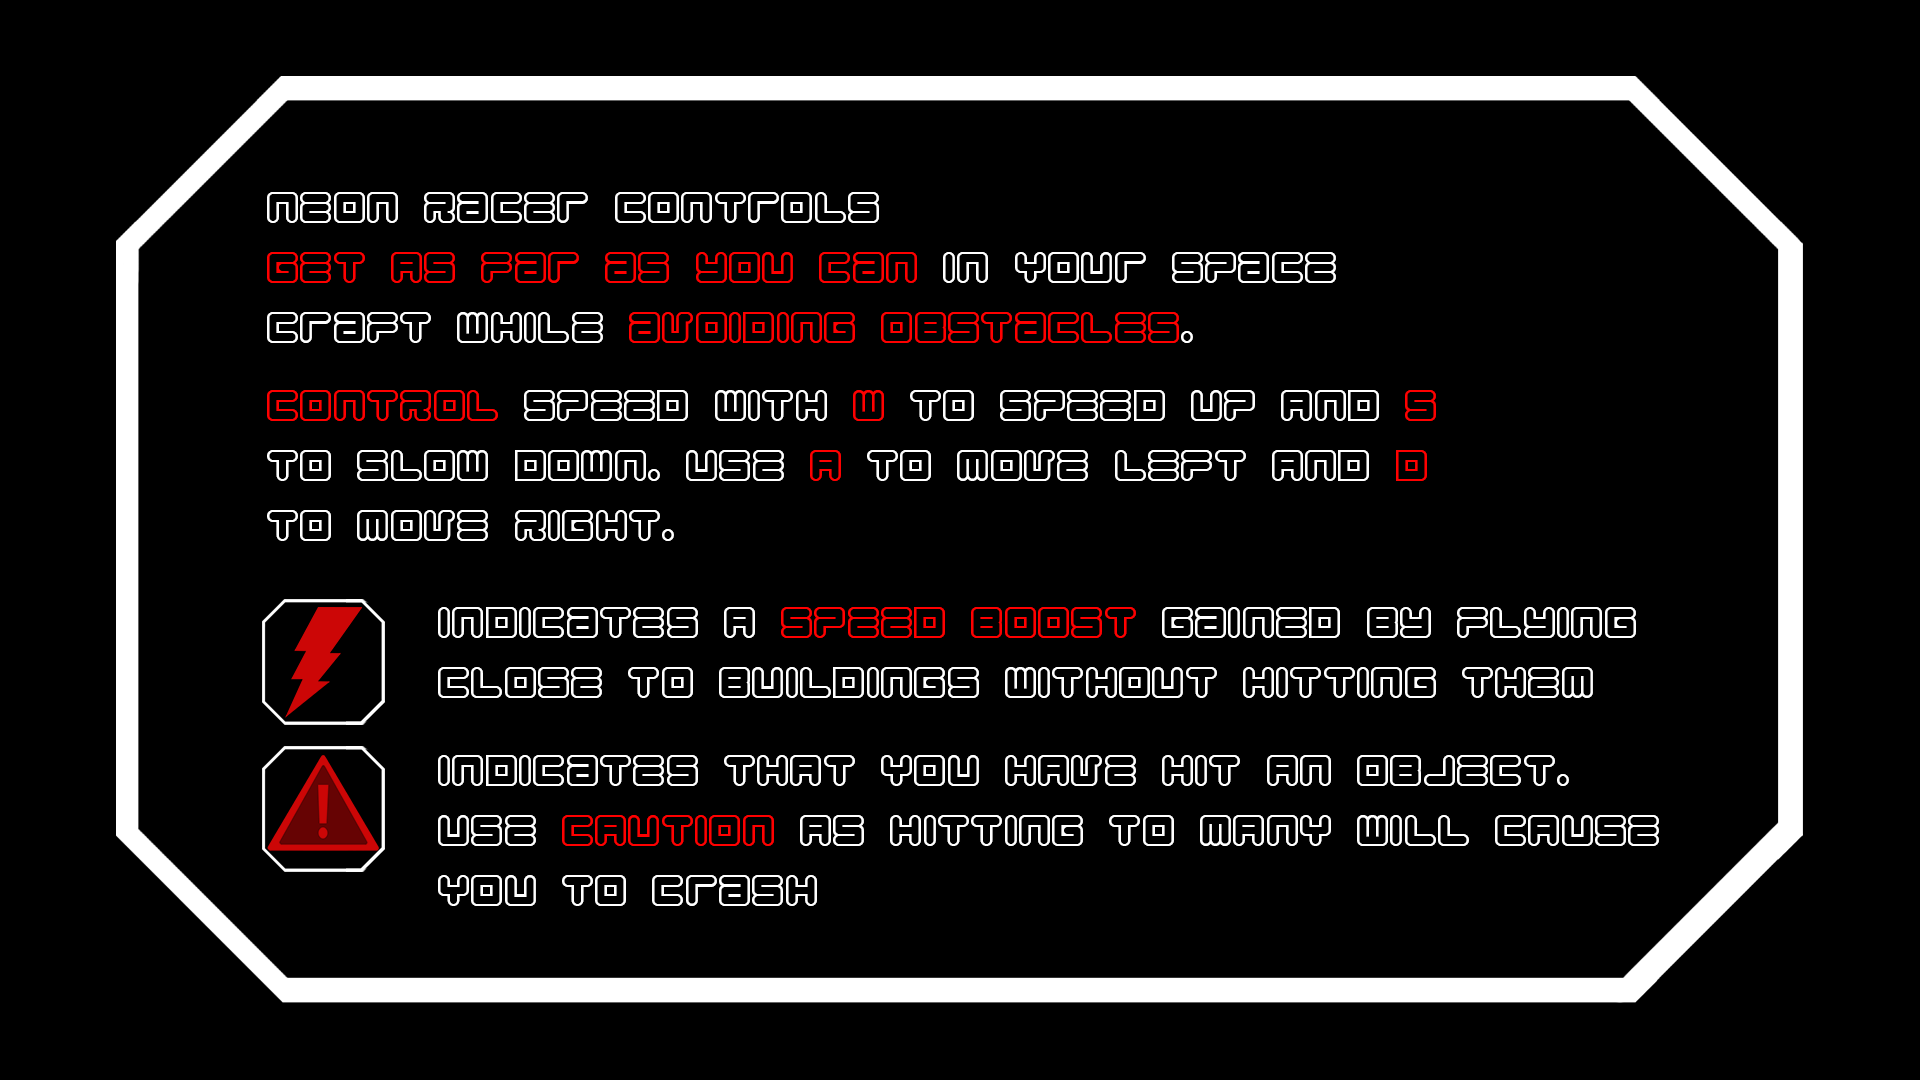 Neon Racer Controls
Get as far as you can in your space
craft while avoiding obstacles.
CONTROL speed with W to speed up and S
to slow down. Use A to move left and D
to move right.
Indicates a speed boost gained by flying
close to buildings without hitting them
Indicates that you have hit an object.
Use caution as hitting to many will cause
you to crash